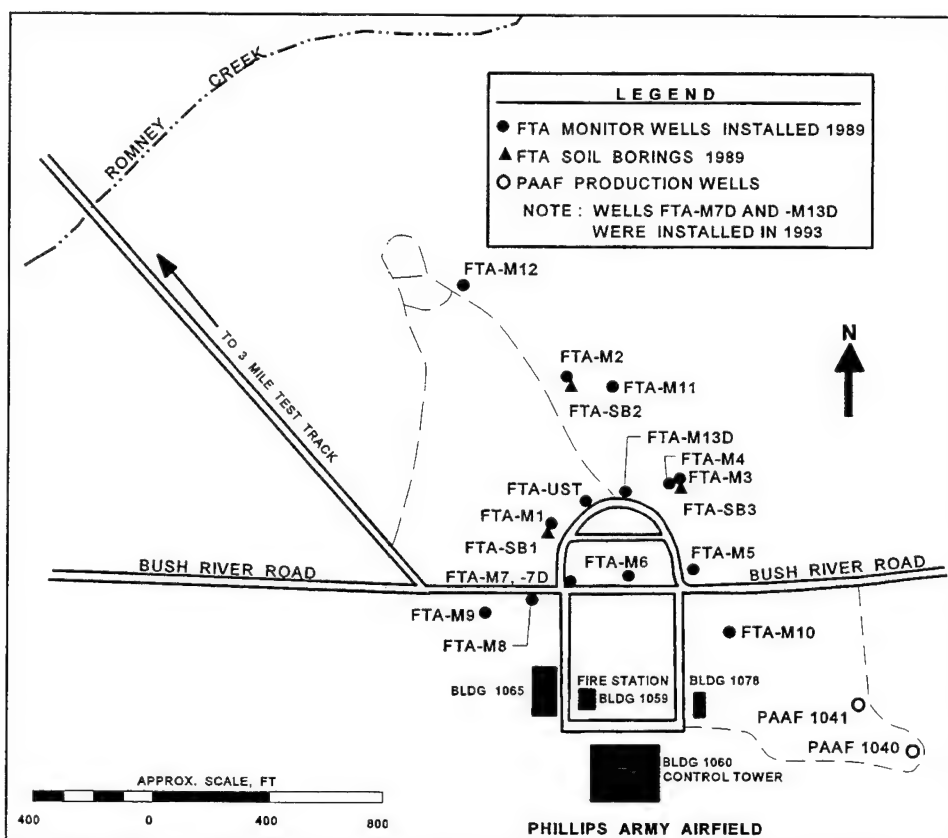 ROMNEY CREEK
LEGEND
FTA MONITOR WELLS INSTALLED 1989
FTA SOIL BORINGS 1989
PAAF PRODUCTION WELLS
NOTE : WELLS FTA-M7D AND -M13D
WERE INSTALLED IN 1993
FTA-M12
TO 3 MILE TEST TRACK
N
FTA-M2
FTA-M11
FTA-SB2
FTA-M13D
FTA-M4
FTA-M3
FTA-UST
FTA-SB3
FTA-M1
FTA-SB1
FTA-M6
FTA-M5
BUSH RIVER ROAD
FTA-M7, -7D
BUSH RIVER ROAD
FTA-M9
FTA-M8
FTA-M10
BLDG 1065
FIRE STATION
BLDG 1059
BLDG 1078
PAAF 1041
PAAF 1040
BLDG 1060
CONTROL TOWER
APPROX. SCALE, FT
400 0 400 800
PHILLIPS ARMY AIRFIELD